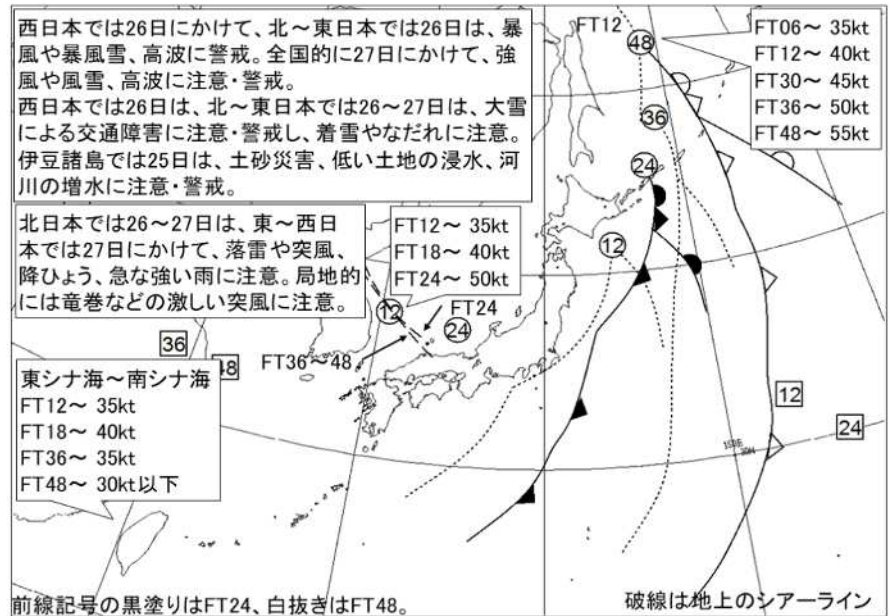 西日本では26日にかけて、北～東日本では26日は、暴
風や暴風雪、高波に警戒。全国的に27日にかけて、強
風や風雪、高波に注意・警戒。
西日本では26日は、北～東日本では26～27日は、大雪
による交通障害に注意・警戒し、着雪やなだれに注意。
伊豆諸島では25日は、土砂災害、低い土地の浸水、河
川の増水に注意・警戒。
FT12
48
FT06～ 35kt
FT12～ 40kt
FT30～ 45kt
FT36～ 50kt
FT48～ 55kt
36
24
北日本では26～27日は、東～西日
本では27日にかけて、落雷や突風、
降ひょう、急な強い雨に注意。局地的
には竜巻などの激しい突風に注意。
FT12～ 35kt
FT18～ 40kt
FT24～ 50kt
12
12
FT24
24
36
48
FT36～48
東シナ海～南シナ海
FT12～ 35kt
FT18～ 40kt
FT36～ 35kt
FT48～ 30kt以下
12
24
150E
30N
前線記号の黒塗りはFT24、白抜きはFT48。
破線は地上のシアーライン